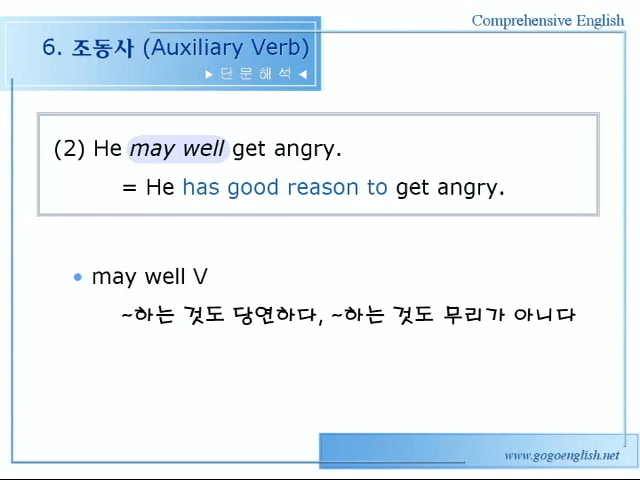 Comprehensive English
6. 조동사 (Auxiliary Verb)
▶ 단 문 해 석 ◀
(2) He may well get angry.
= He has good reason to get angry.
• may well V
~하는 것도 당연하다, ~하는 것도 무리가 아니다
www.gogoenglish.net